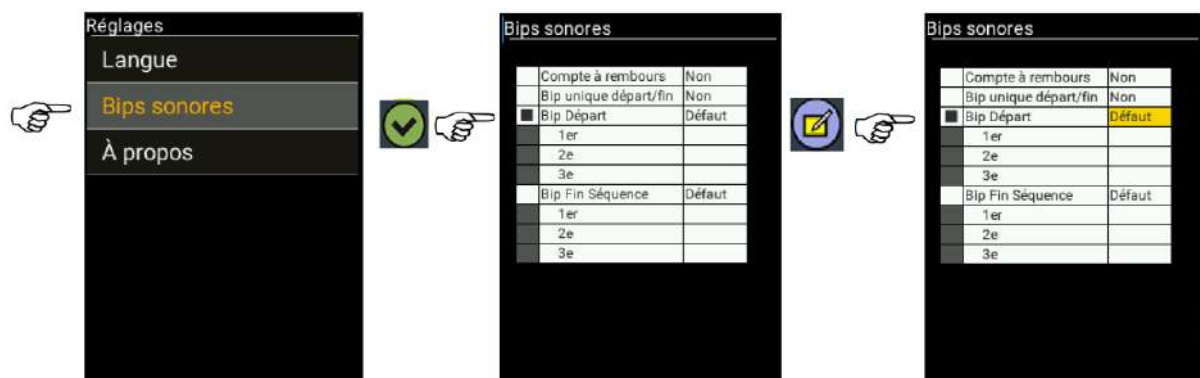 Réglages
Langue
Bips sonores
À propos
Bips sonores
Compte à rembours Non
Bip unique départ/fin Non
Bip Départ Défaut
1er
2e
3e
Bip Fin Séquence Défaut
1er
2e
3e
Bips sonores
Compte à rembours Non
Bip unique départ/fin Non
Bip Départ Défaut
1er
2e
3e
Bip Fin Séquence Défaut
1er
2e
3e